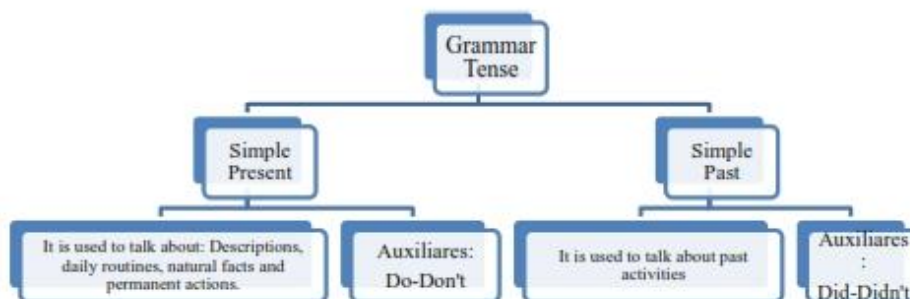 Grammar
Tense
Simple
Present
Simple
Past
It is used to talk about: Descriptions,
daily routines, natural facts and
permanent actions.
Auxiliares:
Do-Don't
It is used to talk about past
activities
Auxiliares
:
Did-Didn't